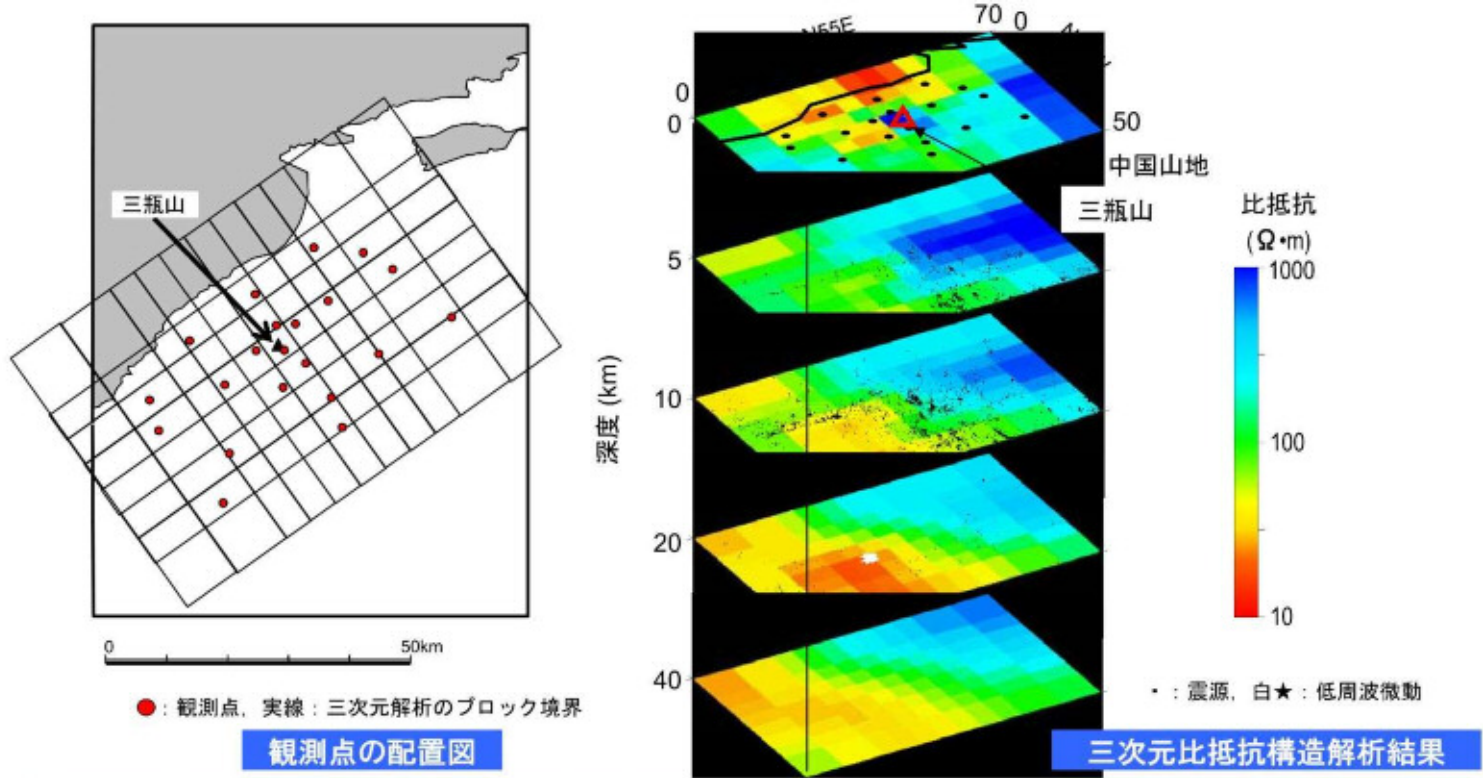 三瓶山
0 50km
●：観測点，実線：三次元解析のブロック境界
観測点の配置図
N55E
70
0
0
0
50
中国山地
三瓶山
5
10
20
40
深度 (km)
比抵抗
(Ω•m)
1000
100
10
・：震源，白★：低周波微動
三次元比抵抗構造解析結果